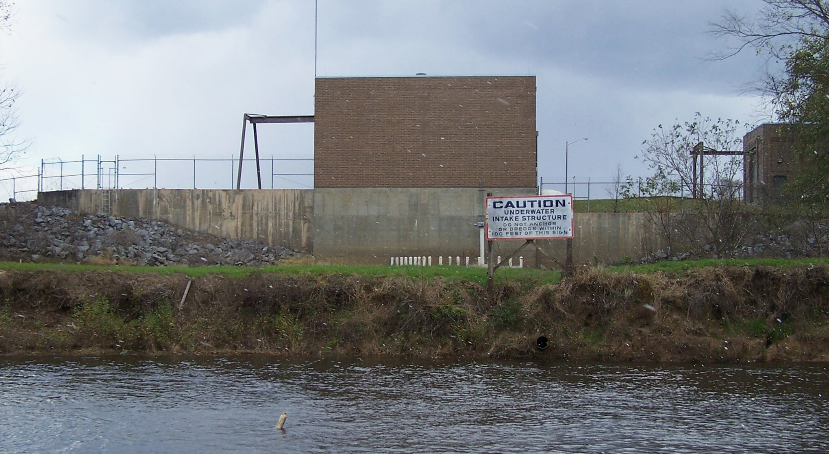 CAUTION
UNDERWATER
INTAKE STRUCTURE
DO NOT ANCHOR
OR DREDGE WITHIN
100 FEET OF THIS SIGN